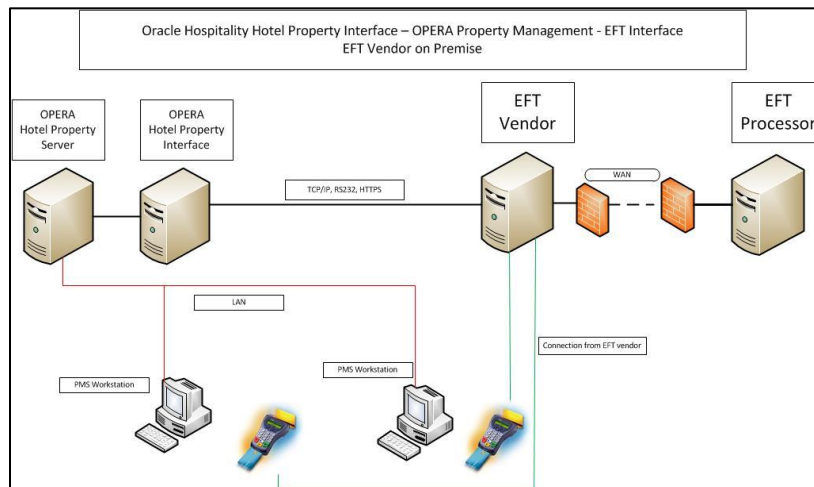 Oracle Hospitality Hotel Property Interface – OPERA Property Management - EFT Interface
EFT Vendor on Premise
OPERA
Hotel Property
Server
OPERA
Hotel Property
Interface
EFT
Vendor
EFT
Processor
WAN
TCP/IP, RS232, HTTPS
LAN
Connection from EFT vendor
PMS Workstation
PMS Workstation